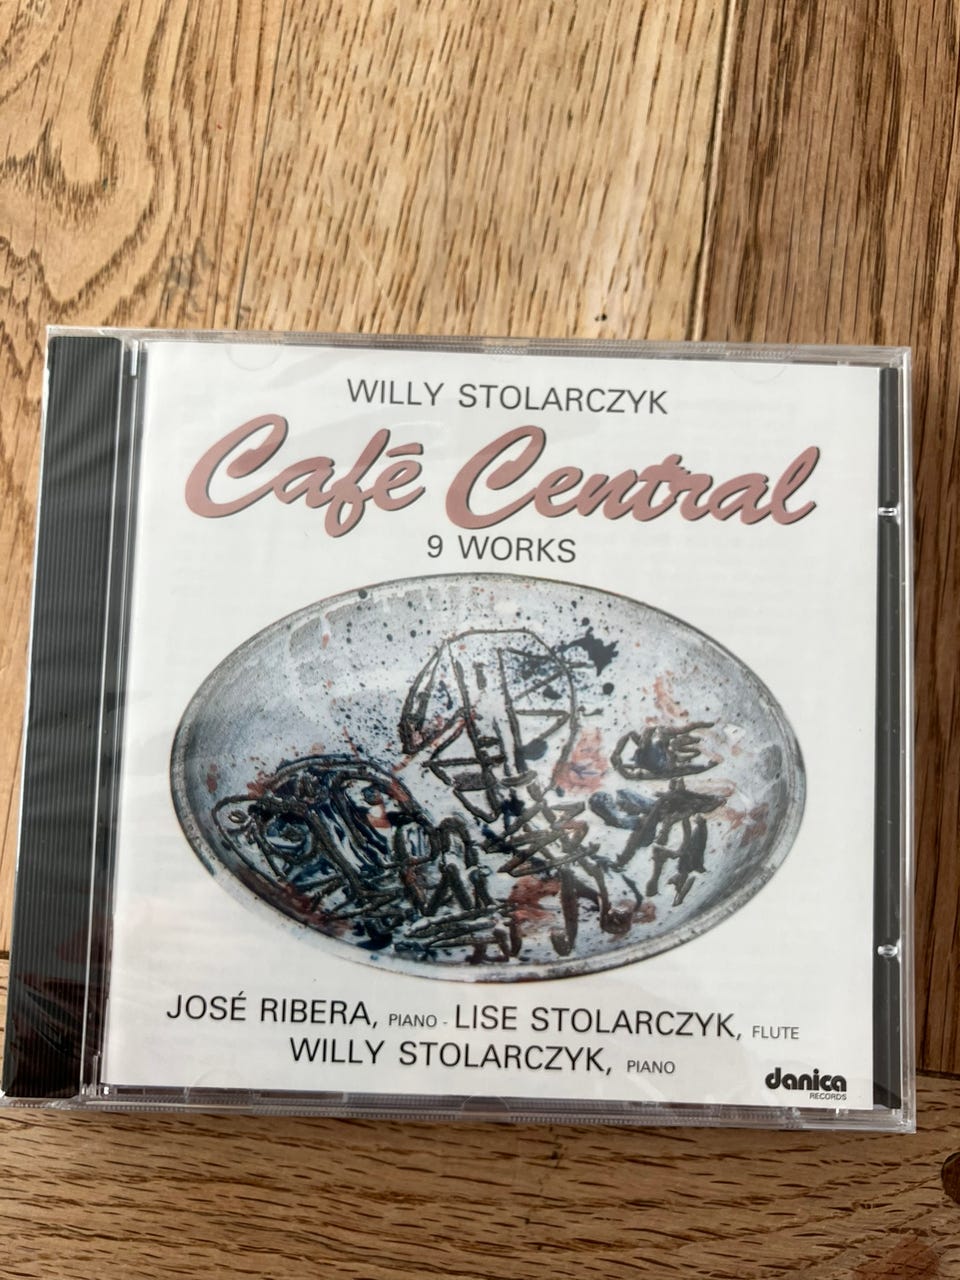 WILLY STOLARCZYK
Café Central
9 WORKS
JOSÉ RIBERA, PIANO - LISE STOLARCZYK, FLUTE
WILLY STOLARCZYK, PIANO
danica
RECORDS